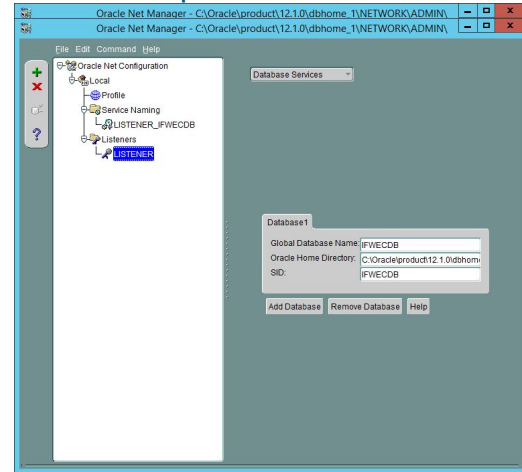 Oracle Net Manager - C:\Oracle\product\12.1.0\dbhome_1\NETWORK\ADMIN\
Oracle Net Manager - C:\Oracle\product\12.1.0\dbhome_1\NETWORK\ADMIN\
File Edit Command Help
Oracle Net Configuration
Local
Profile
Service Naming
LISTENER_IFWECDB
Listeners
LISTENER
Database Services
Database1
Global Database Name: IFWECDB
Oracle Home Directory: C:\Oracle\product\12.1.0\dbhom
SID: IFWECDB
Add Database Remove Database Help